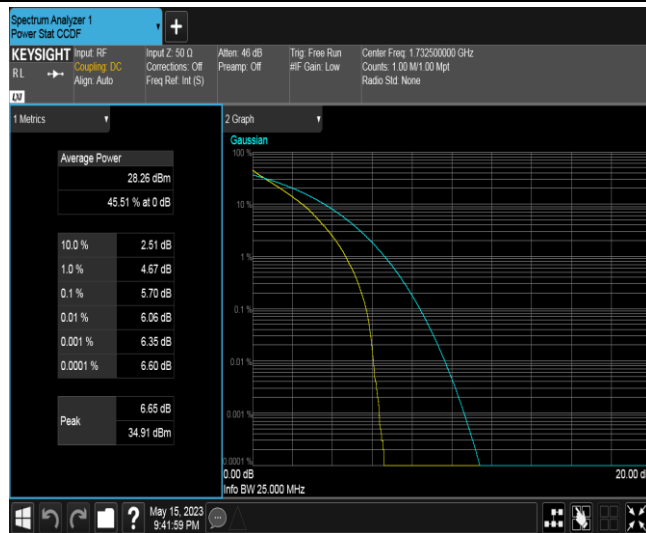 Spectrum Analyzer 1
Power Stat CCDF
+
KEYSIGHT
RL
Input: RF
Coupling: DC
Align: Auto
Input Z: 50 Ω
Corrections: Off
Freq Ref: Int (S)
Atten: 46 dB
Preamp: Off
Trig: Free Run
#IF Gain: Low
Center Freq: 1.732500000 GHz
Counts: 1.00 M/1.00 Mpt
Radio Std: None
1 Metrics
Average Power
28.26 dBm
45.51 % at 0 dB
10.0 % 2.51 dB
1.0 % 4.67 dB
0.1 % 5.70 dB
0.01 % 6.06 dB
0.001 % 6.35 dB
0.0001 % 6.60 dB
Peak
6.65 dB
34.91 dBm
2 Graph
Gaussian
100 %
10 %
1 %
0.1 %
0.01 %
0.001 %
0.0001 %
0.00 dB
20.00 d
Info BW 25.000 MHz
?
May 15, 2023
9:41:59 PM